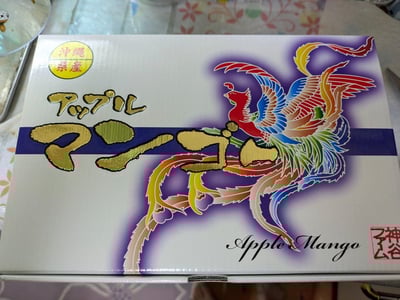 沖縄
県産
アップル
マンゴー
Apple Mango
神谷
ファーム